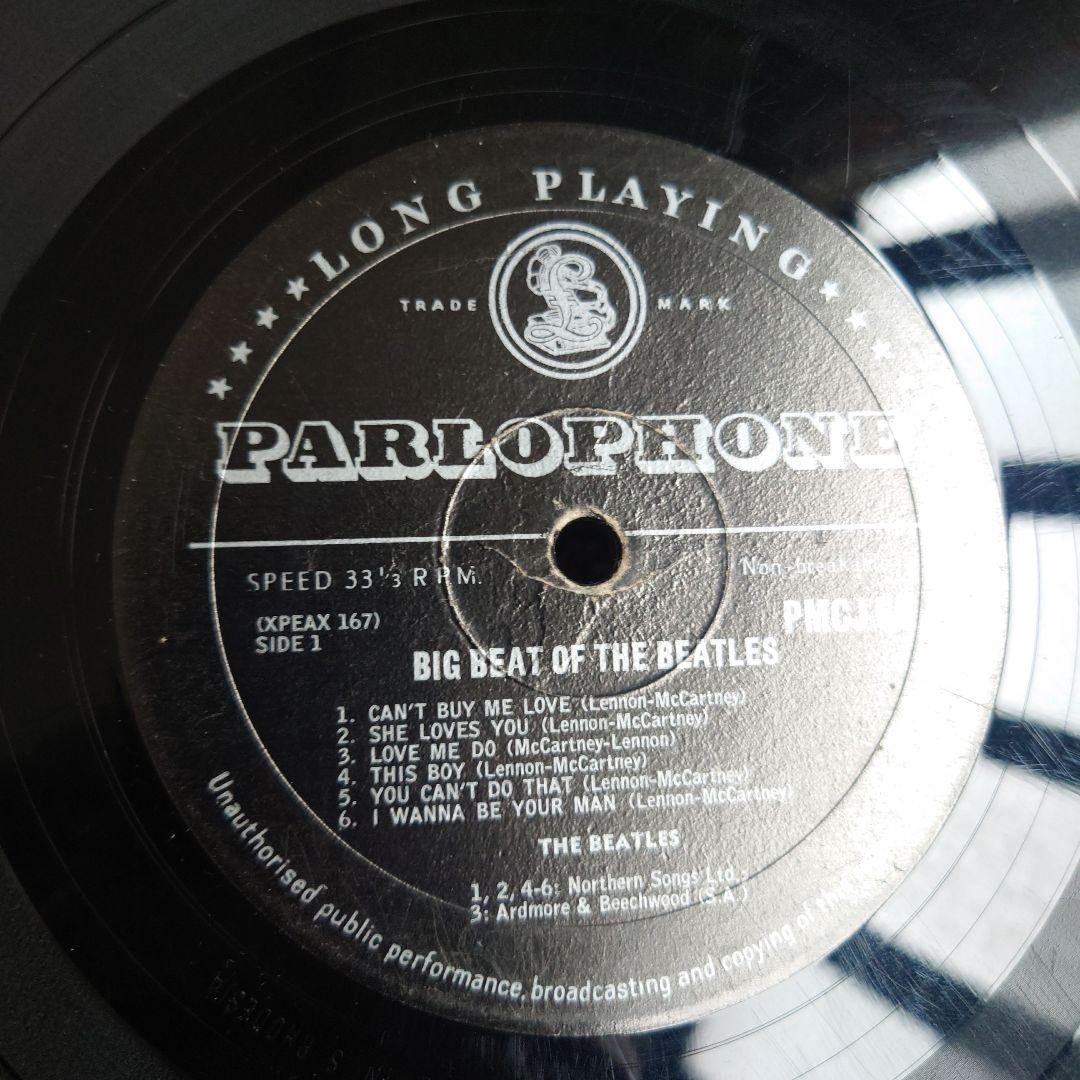 LONG PLAYING
TRADE MARK
PARLOPHONE
SPEED 33⅓ R.P.M.
Non-breakable
(XPEAX 167)
SIDE 1
BIG BEAT OF THE BEATLES
1. CAN'T BUY ME LOVE (Lennon-McCartney)
2. SHE LOVES YOU (Lennon-McCartney)
3. LOVE ME DO (McCartney-Lennon)
4. THIS BOY (Lennon-McCartney)
5. YOU CAN'T DO THAT (Lennon-McCartney)
6. I WANNA BE YOUR MAN (Lennon-McCartney)
THE BEATLES
1, 2, 4-6: Northern Songs Ltd.;
3: Ardmore & Beechwood (S.A.)
Unauthorised public performance, broadcasting and copying of